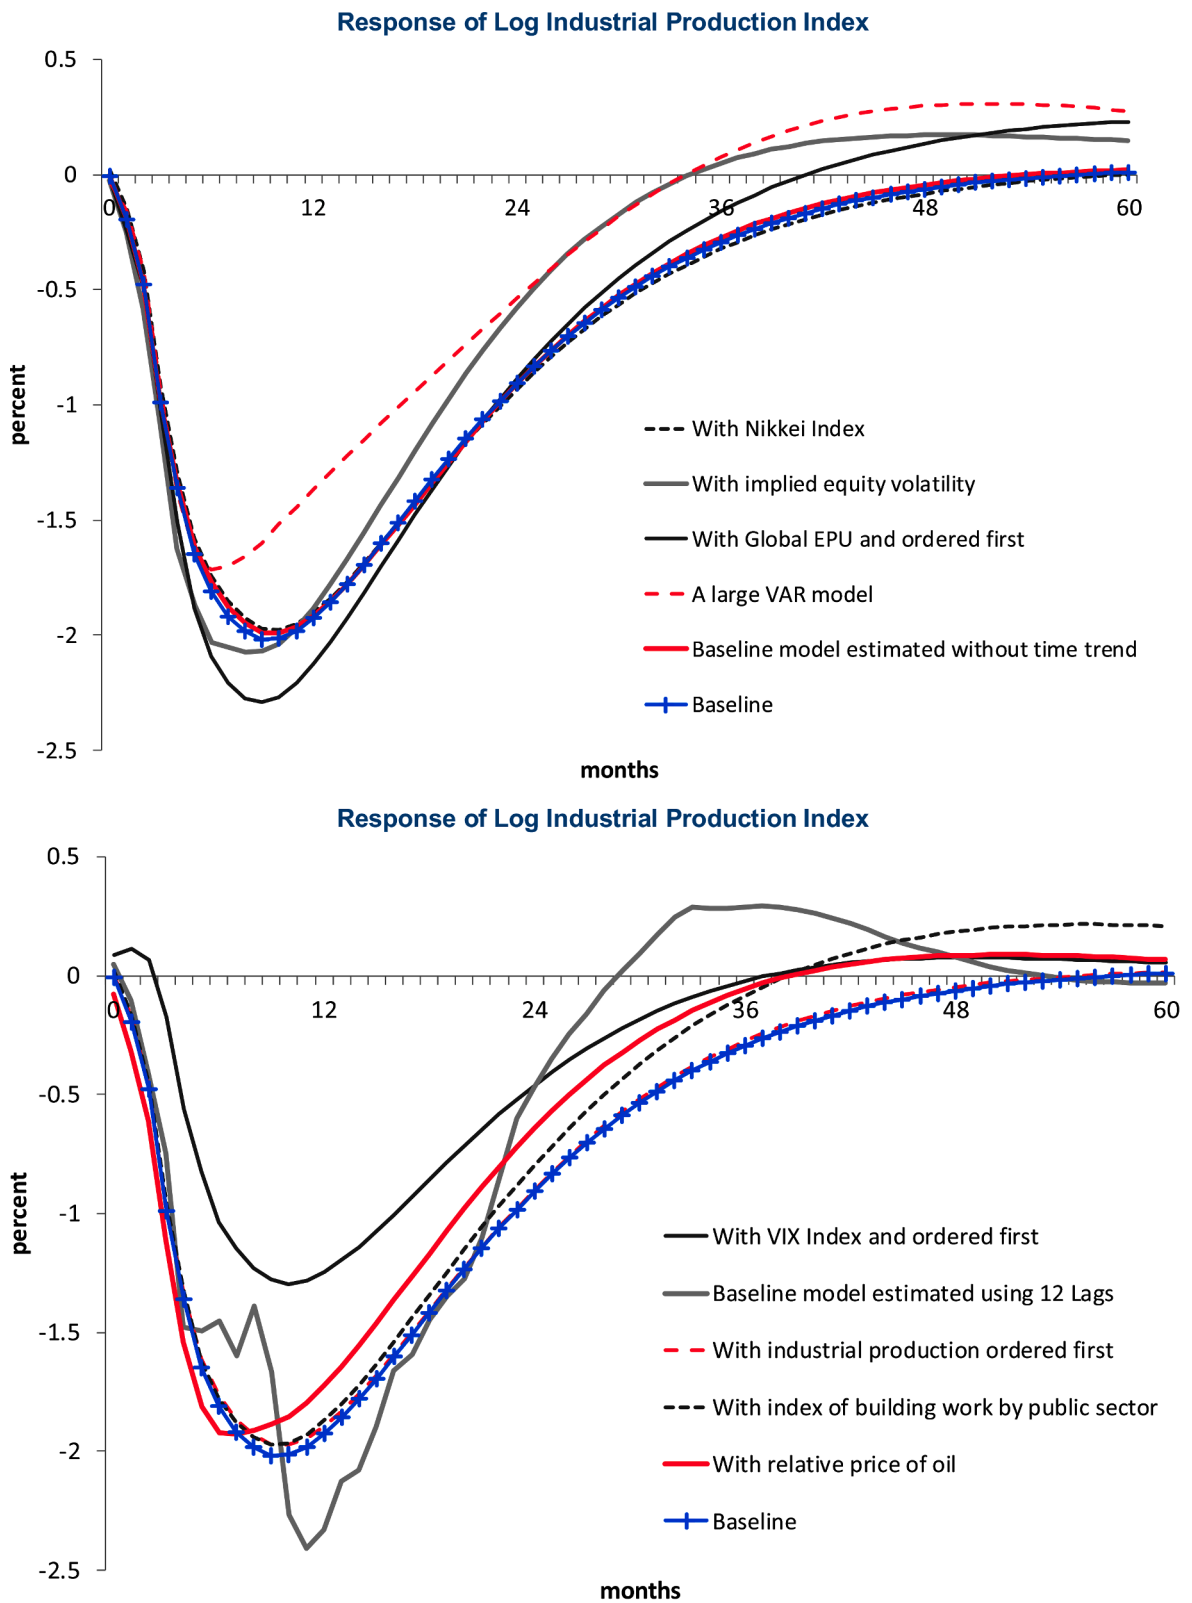 Response of Log Industrial Production Index
0.5
0
-0.5
-1
-1.5
-2
-2.5
percent
0 12 24 36 48 60
With Nikkei Index
With implied equity volatility
With Global EPU and ordered first
A large VAR model
Baseline model estimated without time trend
Baseline
months
Response of Log Industrial Production Index
0.5
0
-0.5
-1
-1.5
-2
-2.5
percent
0 12 24 36 48 60
With VIX Index and ordered first
Baseline model estimated using 12 Lags
With industrial production ordered first
With index of building work by public sector
With relative price of oil
Baseline
months